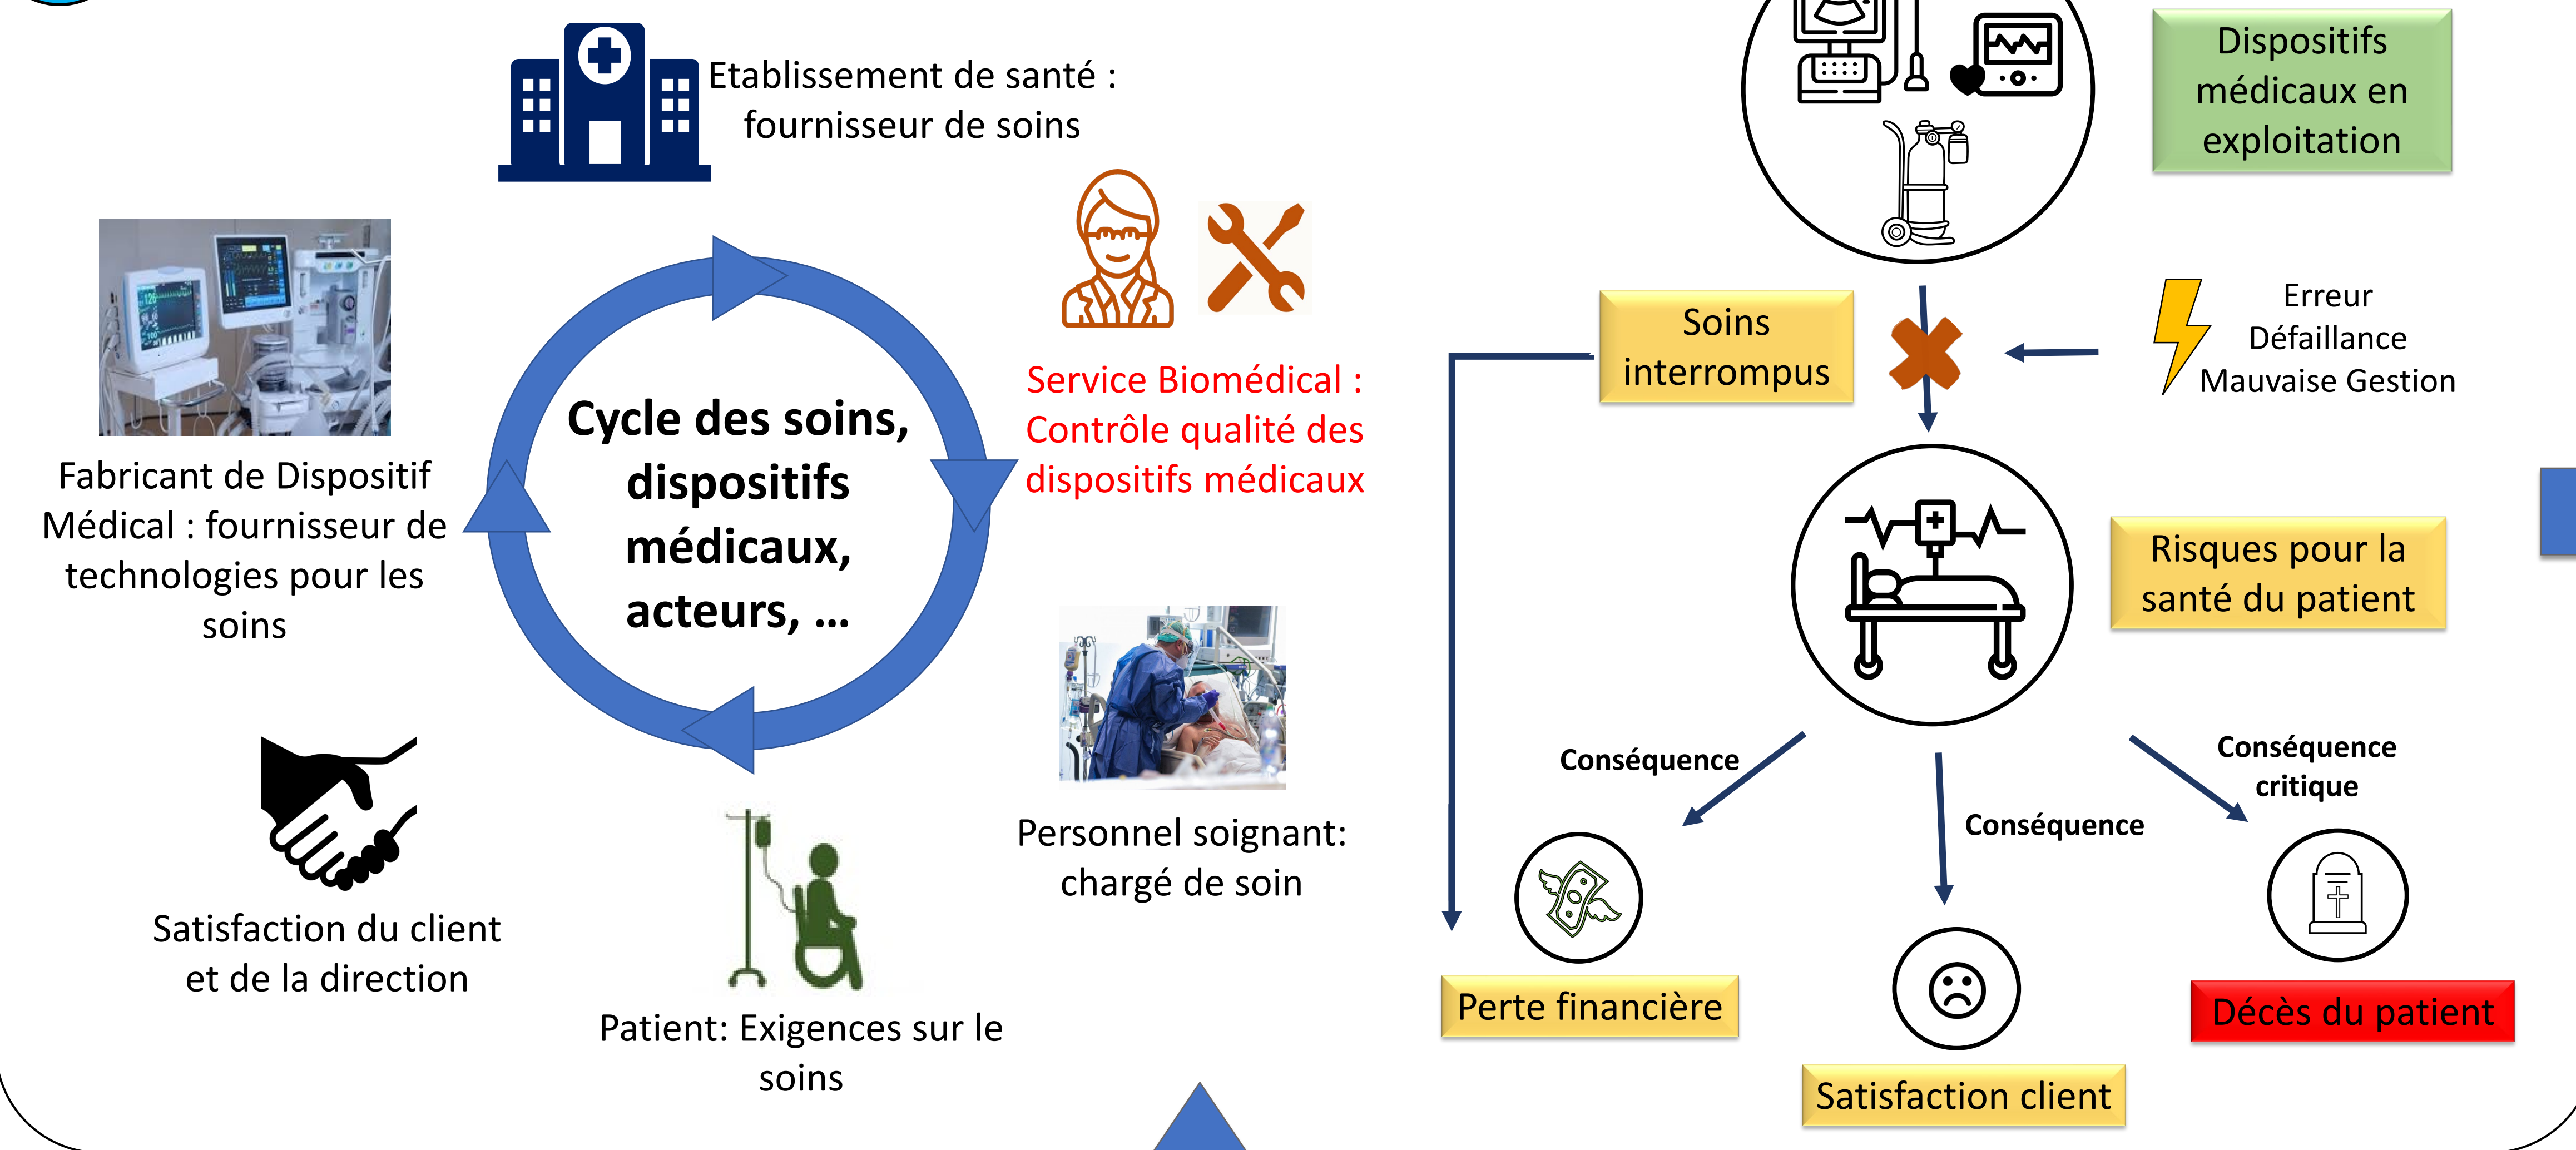 Etablissement de santé :
fournisseur de soins
Service Biomédical :
Contrôle qualité des
dispositifs médicaux
Fabricant de Dispositif
Médical : fournisseur de
technologies pour les
soins
Cycle des soins,
dispositifs
médicaux,
acteurs, ...
Personnel soignant:
chargé de soin
Satisfaction du client
et de la direction
Patient: Exigences sur le
soins
Dispositifs
médicaux en
exploitation
Soins
interrompus
Erreur
Défaillance
Mauvaise Gestion
Risques pour la
santé du patient
Conséquence
Conséquence
Conséquence
critique
Perte financière
Satisfaction client
Décès du patient